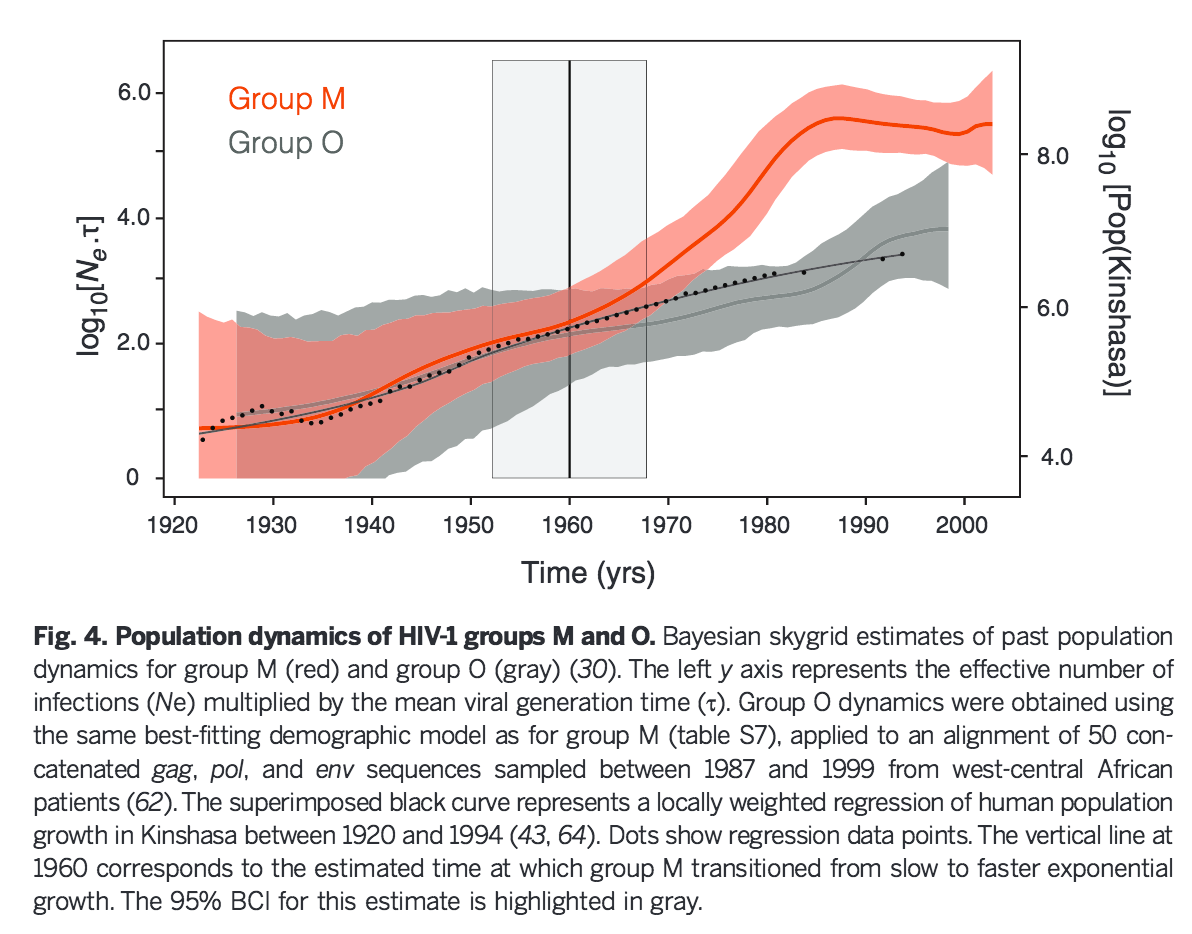 Group M
Group O
6.0
4.0
2.0
0
log10[Ne.τ]
8.0
6.0
4.0
log10 [Pop(Kinshasa)]
1920 1930 1940 1950 1960 1970 1980 1990 2000
Time (yrs)
Fig. 4. Population dynamics of HIV-1 groups M and O. Bayesian skygrid estimates of past population
dynamics for group M (red) and group O (gray) (30). The left y axis represents the effective number of
infections (Ne) multiplied by the mean viral generation time (τ). Group O dynamics were obtained using
the same best-fitting demographic model as for group M (table S7), applied to an alignment of 50 con-
catenated gag, pol, and env sequences sampled between 1987 and 1999 from west-central African
patients (62). The superimposed black curve represents a locally weighted regression of human population
growth in Kinshasa between 1920 and 1994 (43, 64). Dots show regression data points. The vertical line at
1960 corresponds to the estimated time at which group M transitioned from slow to faster exponential
growth. The 95% BCI for this estimate is highlighted in gray.